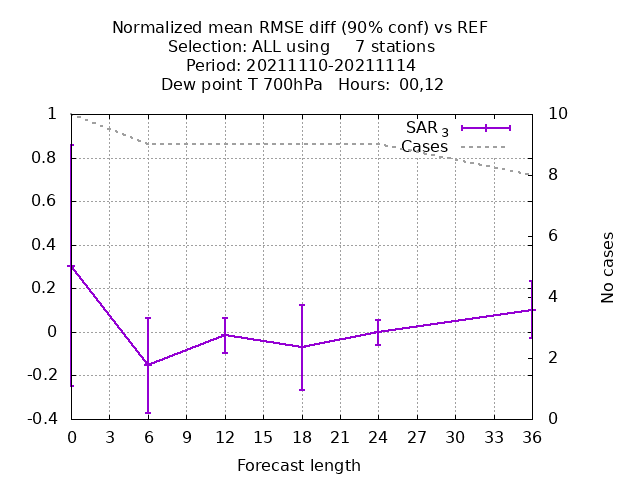 Normalized mean RMSE diff (90% conf) vs REF
Selection: ALL using     7 stations
Period: 20211110-20211114
Dew point T 700hPa   Hours:  00,12
1
0.8
0.6
0.4
0.2
0
-0.2
-0.4
SAR 3
Cases
10
8
6
4
2
0
No cases
0 3 6 9 12 15 18 21 24 27 30 33 36
Forecast length